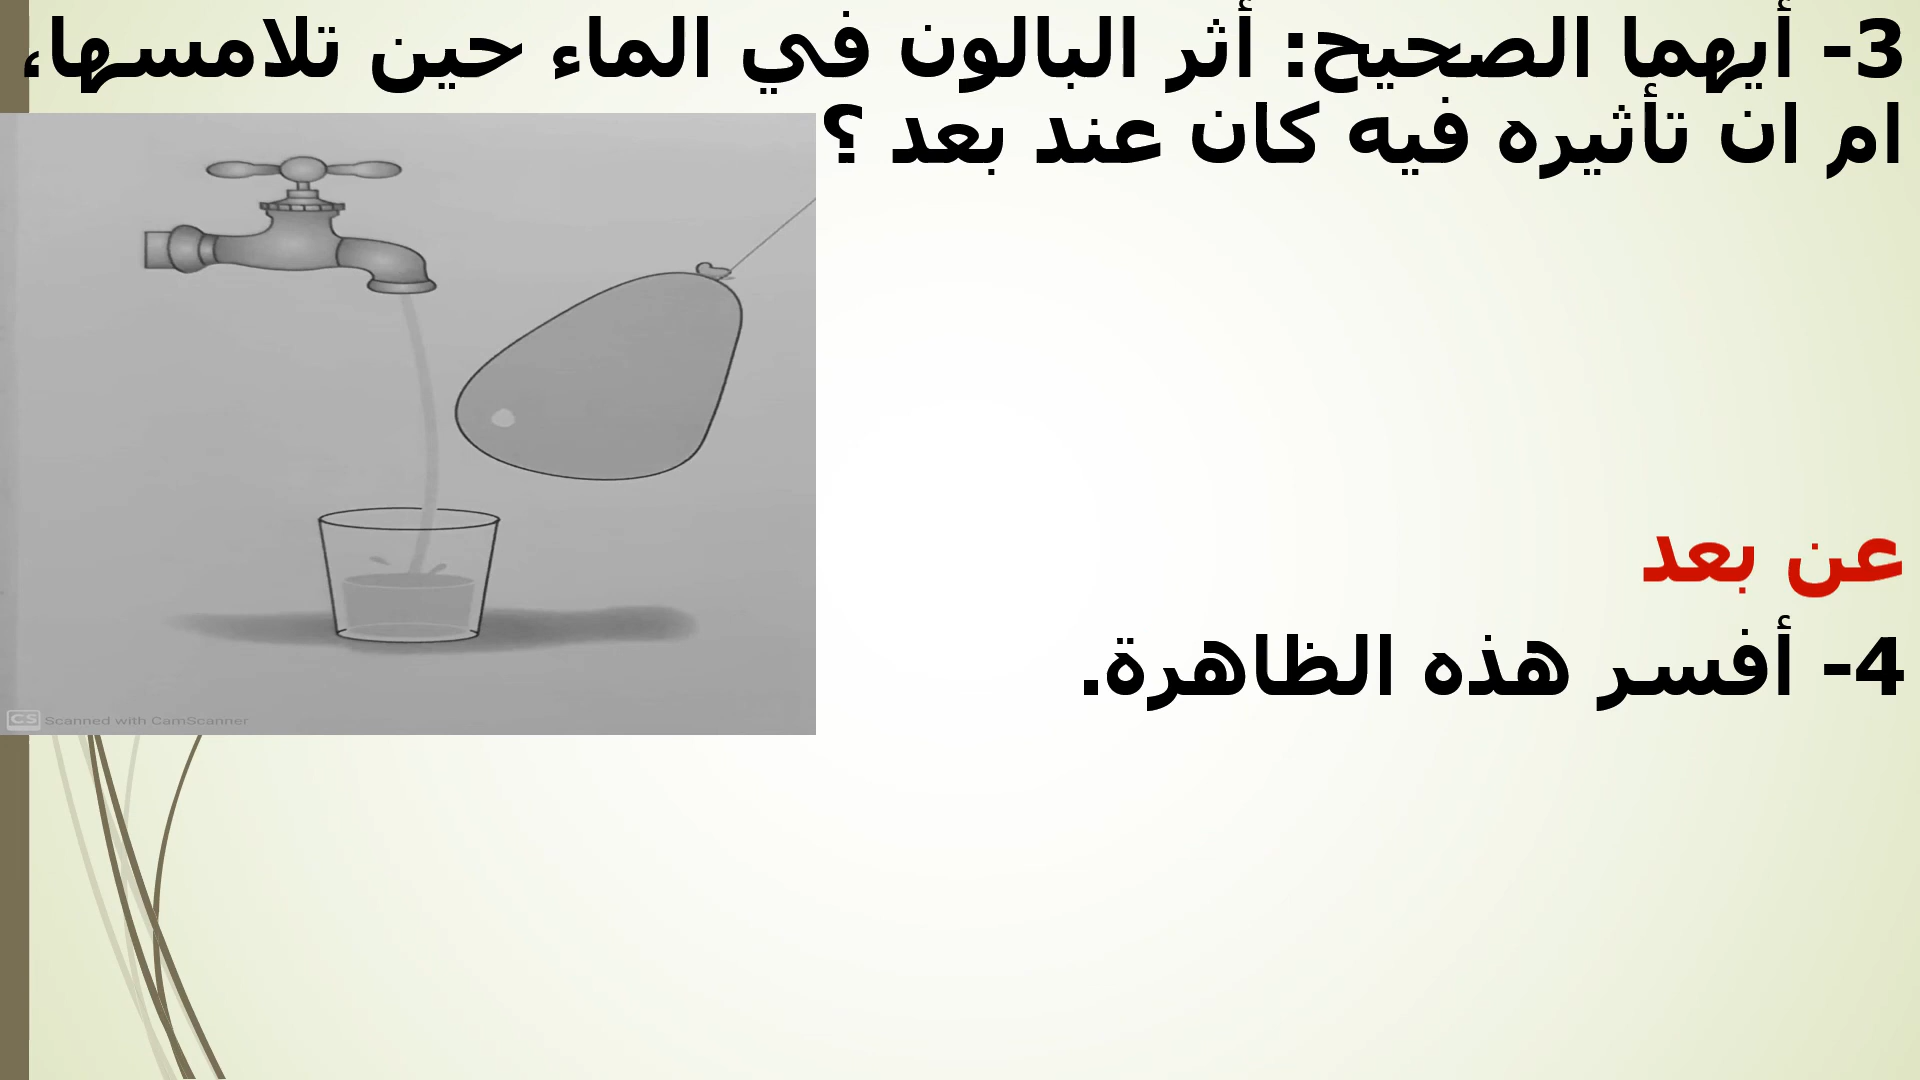 3- أيهما الصحيح: أثر البالون في الماء حين تلامسها،
ام ان تأثيره فيه كان عند بعد ؟
عن بعد
4- أفسر هذه الظاهرة.
CS Scanned with CamScanner